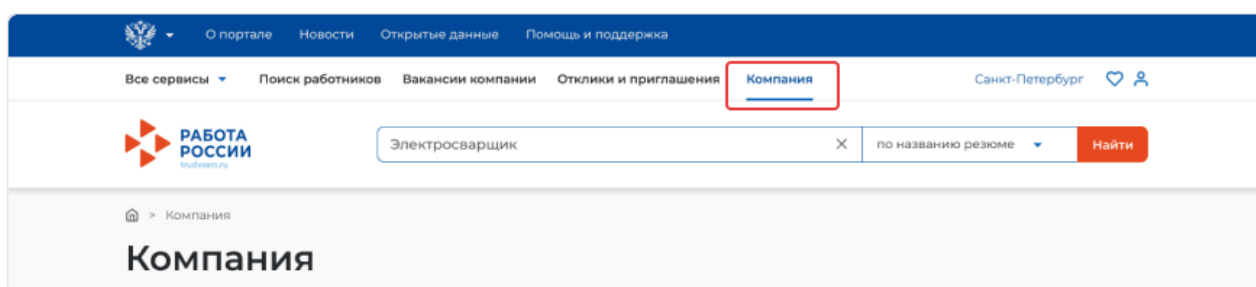 О портале Новости Открытые данные Помощь и поддержка
Все сервисы Поиск работников Вакансии компании Отклики и приглашения Компания Санкт-Петербург
РАБОТА
РОССИИ
trudvsem.ru
Электросварщик по названию резюме Найти
> Компания
Компания